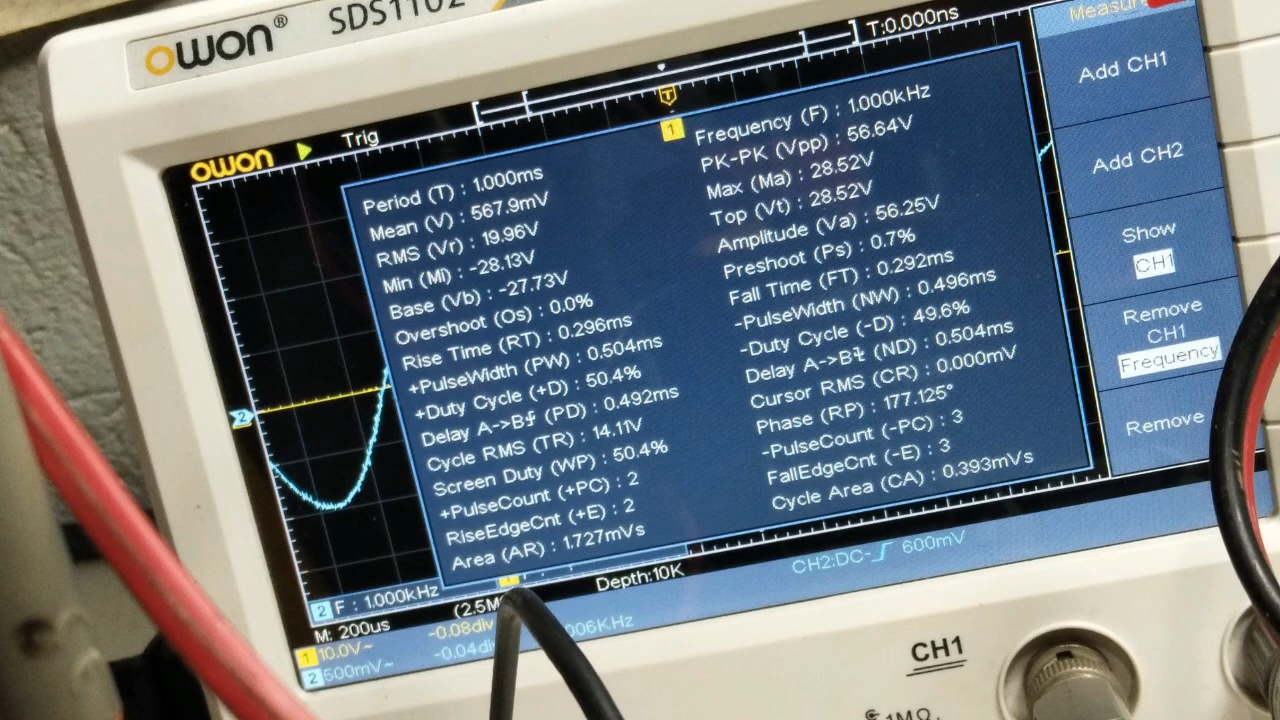 owon® SDS1102
owon Trig T:0.000ns
Period (T) : 1.000ms
Mean (V) : 567.9mV
RMS (Vr) : 19.96V
Min (Mi) : -28.13V
Base (Vb) : -27.73V
Overshoot (Os) : 0.0%
Rise Time (RT) : 0.296ms
+PulseWidth (PW) : 0.504ms
+Duty Cycle (+D) : 50.4%
Delay A->B (PD) : 0.492ms
Cycle RMS (TR) : 14.11V
Screen Duty (WP) : 50.4%
+PulseCount (+PC) : 2
RiseEdgeCnt (+E) : 2
Area (AR) : 1.727mVs
T
1
Frequency (F) : 1.000kHz
PK-PK (Vpp) : 56.64V
Max (Ma) : 28.52V
Top (Vt) : 28.52V
Amplitude (Va) : 56.25V
Preshoot (Ps) : 0.7%
Fall Time (FT) : 0.292ms
-PulseWidth (NW) : 0.496ms
-Duty Cycle (-D) : 49.6%
Delay A->B (ND) : 0.504ms
Cursor RMS (CR) : 0.000mV
Phase (RP) : 177.125°
-PulseCount (-PC) : 3
FallEdgeCnt (-E) : 3
Cycle Area (CA) : 0.393mVs
Add CH1
Add CH2
Show
CH1
Remove
CH1
Frequency
Remove
2
2 F : 1.000kHz
M: 200us
Depth:10K
CH2:DC- 600mV
1 10.0V~ -0.08div
2 500mV~ -0.04div
CH1